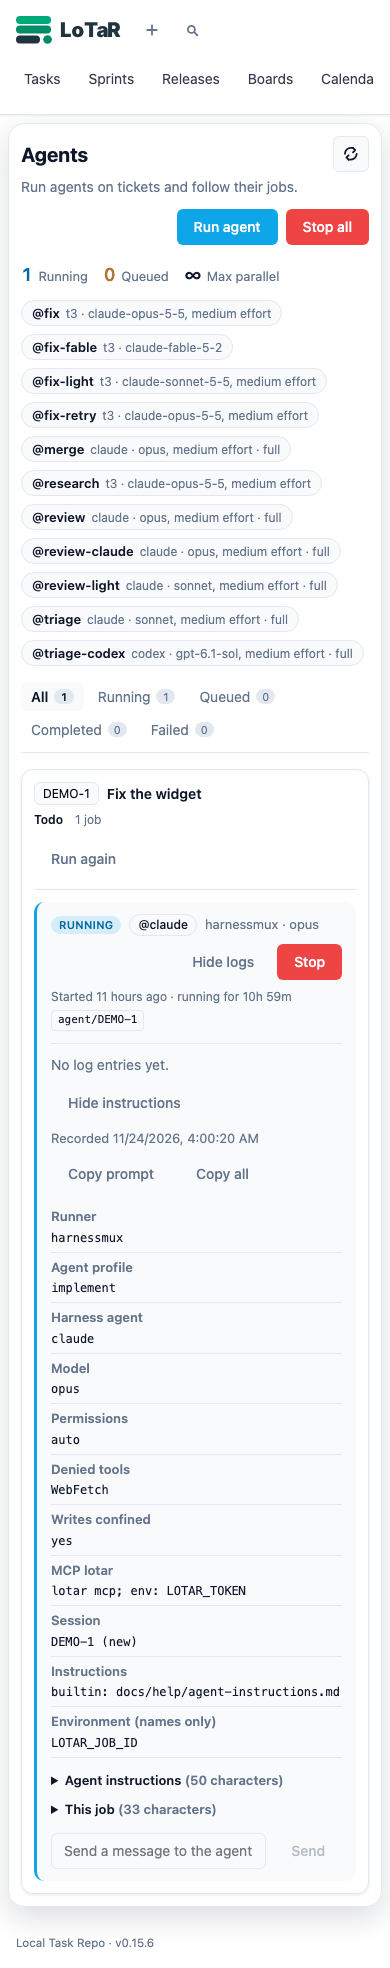 LoTaR
Tasks Sprints Releases Boards Calenda
Agents
Run agents on tickets and follow their jobs.
Run agent Stop all
1 Running 0 Queued ∞ Max parallel
@fix t3 · claude-opus-5-5, medium effort
@fix-fable t3 · claude-fable-5-2
@fix-light t3 · claude-sonnet-5-5, medium effort
@fix-retry t3 · claude-opus-5-5, medium effort
@merge claude · opus, medium effort · full
@research t3 · claude-opus-5-5, medium effort
@review claude · opus, medium effort · full
@review-claude claude · opus, medium effort · full
@review-light claude · sonnet, medium effort · full
@triage claude · sonnet, medium effort · full
@triage-codex codex · gpt-6.1-sol, medium effort · full
All 1 Running 1 Queued 0
Completed 0 Failed 0
DEMO-1 Fix the widget
Todo 1 job
Run again
RUNNING @claude harnessmux · opus
Hide logs Stop
Started 11 hours ago · running for 10h 59m
agent/DEMO-1
No log entries yet.
Hide instructions
Recorded 11/24/2026, 4:00:20 AM
Copy prompt Copy all
Runner
harnessmux
Agent profile
implement
Harness agent
claude
Model
opus
Permissions
auto
Denied tools
WebFetch
Writes confined
yes
MCP lotar
lotar mcp; env: LOTAR_TOKEN
Session
DEMO-1 (new)
Instructions
builtin: docs/help/agent-instructions.md
Environment (names only)
LOTAR_JOB_ID
Agent instructions (50 characters)
This job (33 characters)
Send a message to the agent Send
Local Task Repo · v0.15.6